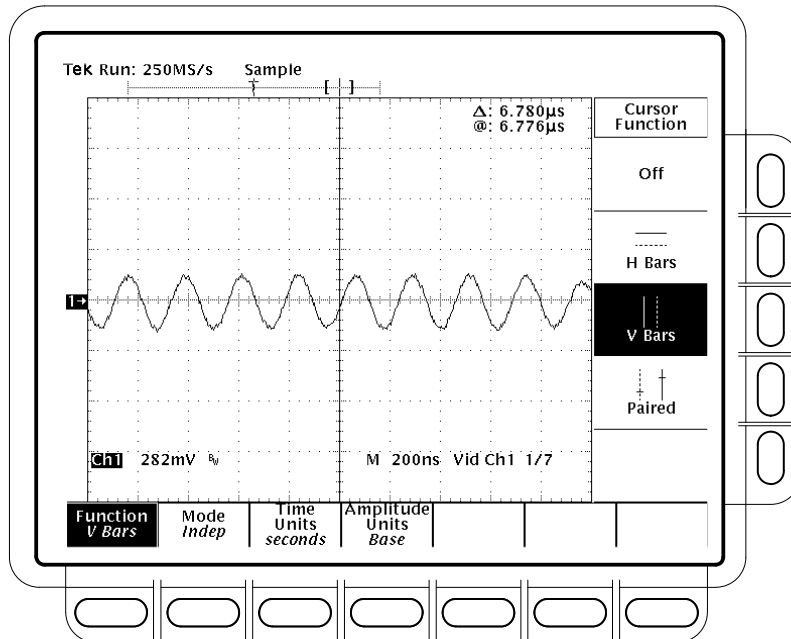 Tek Run: 250MS/s Sample
[ ]
Δ: 6.780µs
@: 6.776µs
1→
Ch1 282mV BW M 200ns Vid Ch1 1/7
Cursor
Function
Off
H Bars
V Bars
Paired
Function
V Bars
Mode
Indep
Time
Units
seconds
Amplitude
Units
Base